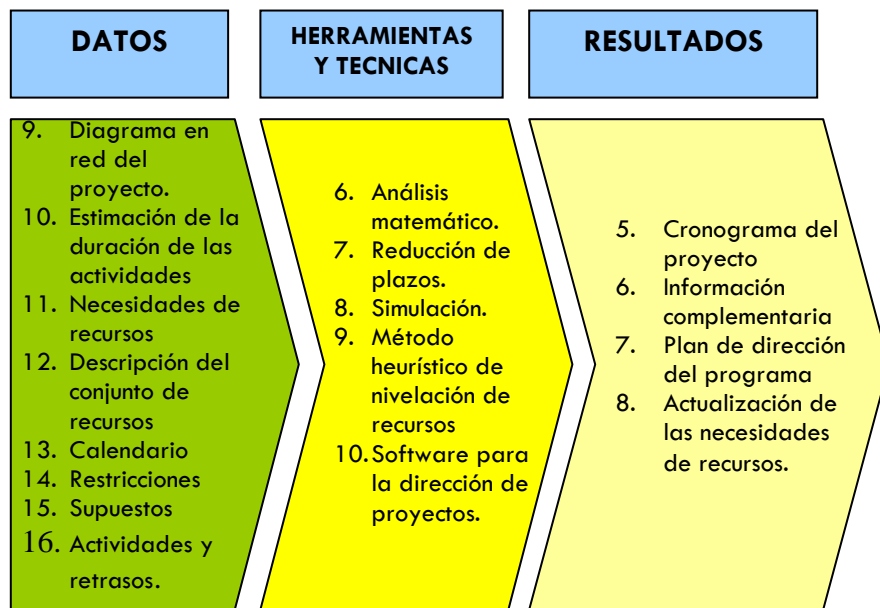 DATOS
HERRAMIENTAS
Y TECNICAS
RESULTADOS
9. Diagrama en
red del
proyecto.
10. Estimación de la
duración de las
actividades
11. Necesidades de
recursos
12. Descripción del
conjunto de
recursos
13. Calendario
14. Restricciones
15. Supuestos
16. Actividades y
retrasos.
6. Análisis
matemático.
7. Reducción de
plazos.
8. Simulación.
9. Método
heurístico de
nivelación de
recursos
10. Software para
la dirección de
proyectos.
5. Cronograma del
proyecto
6. Información
complementaria
7. Plan de dirección
del programa
8. Actualización de
las necesidades
de recursos.